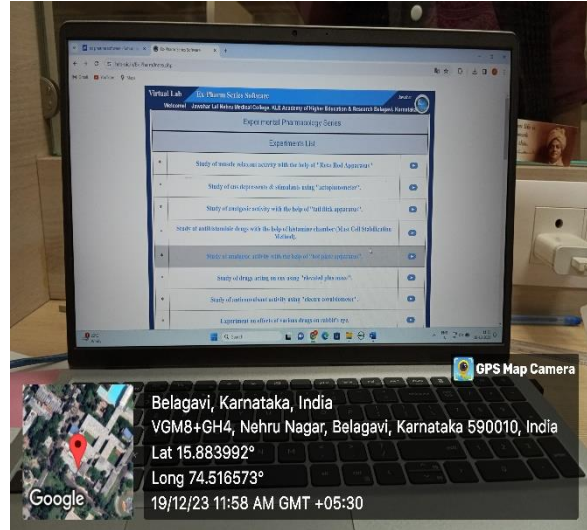 Ex-Pharm Series Software
Virtual Lab
Ex-Pharm Series Software
Welcome! Jawahar Lal Nehru Medical College, KLE Academy of Higher Education & Research Belagavi, Karnataka
Experimental Pharmacology Series
Experiments List
Study of muscle relaxant activity with the help of "Rota Rod Apparatus"
Study of cns depressants & stimulants using "actophotometer".
Study of analgesic activity with the help of "tail flick apparatus".
Study of antihistaminic drugs with the help of histamine chamber (Mast Cell Stabilization
Method).
Study of analgesic activity with the help of "hot plate apparatus".
Study of drugs acting on cns using "elevated plus maze".
Study of anticonvulsant activity using "electro convulsiometer".
Experiment on effects of various drugs on rabbit's eye.
Search
GPS Map Camera
Belagavi, Karnataka, India
VGM8+GH4, Nehru Nagar, Belagavi, Karnataka 590010, India
Lat 15.883992°
Long 74.516573°
19/12/23 11:58 AM GMT +05:30
Google